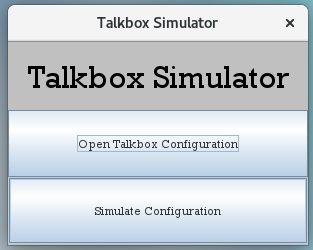 Talkbox Simulator
Talkbox Simulator
Open Talkbox Configuration
Simulate Configuration